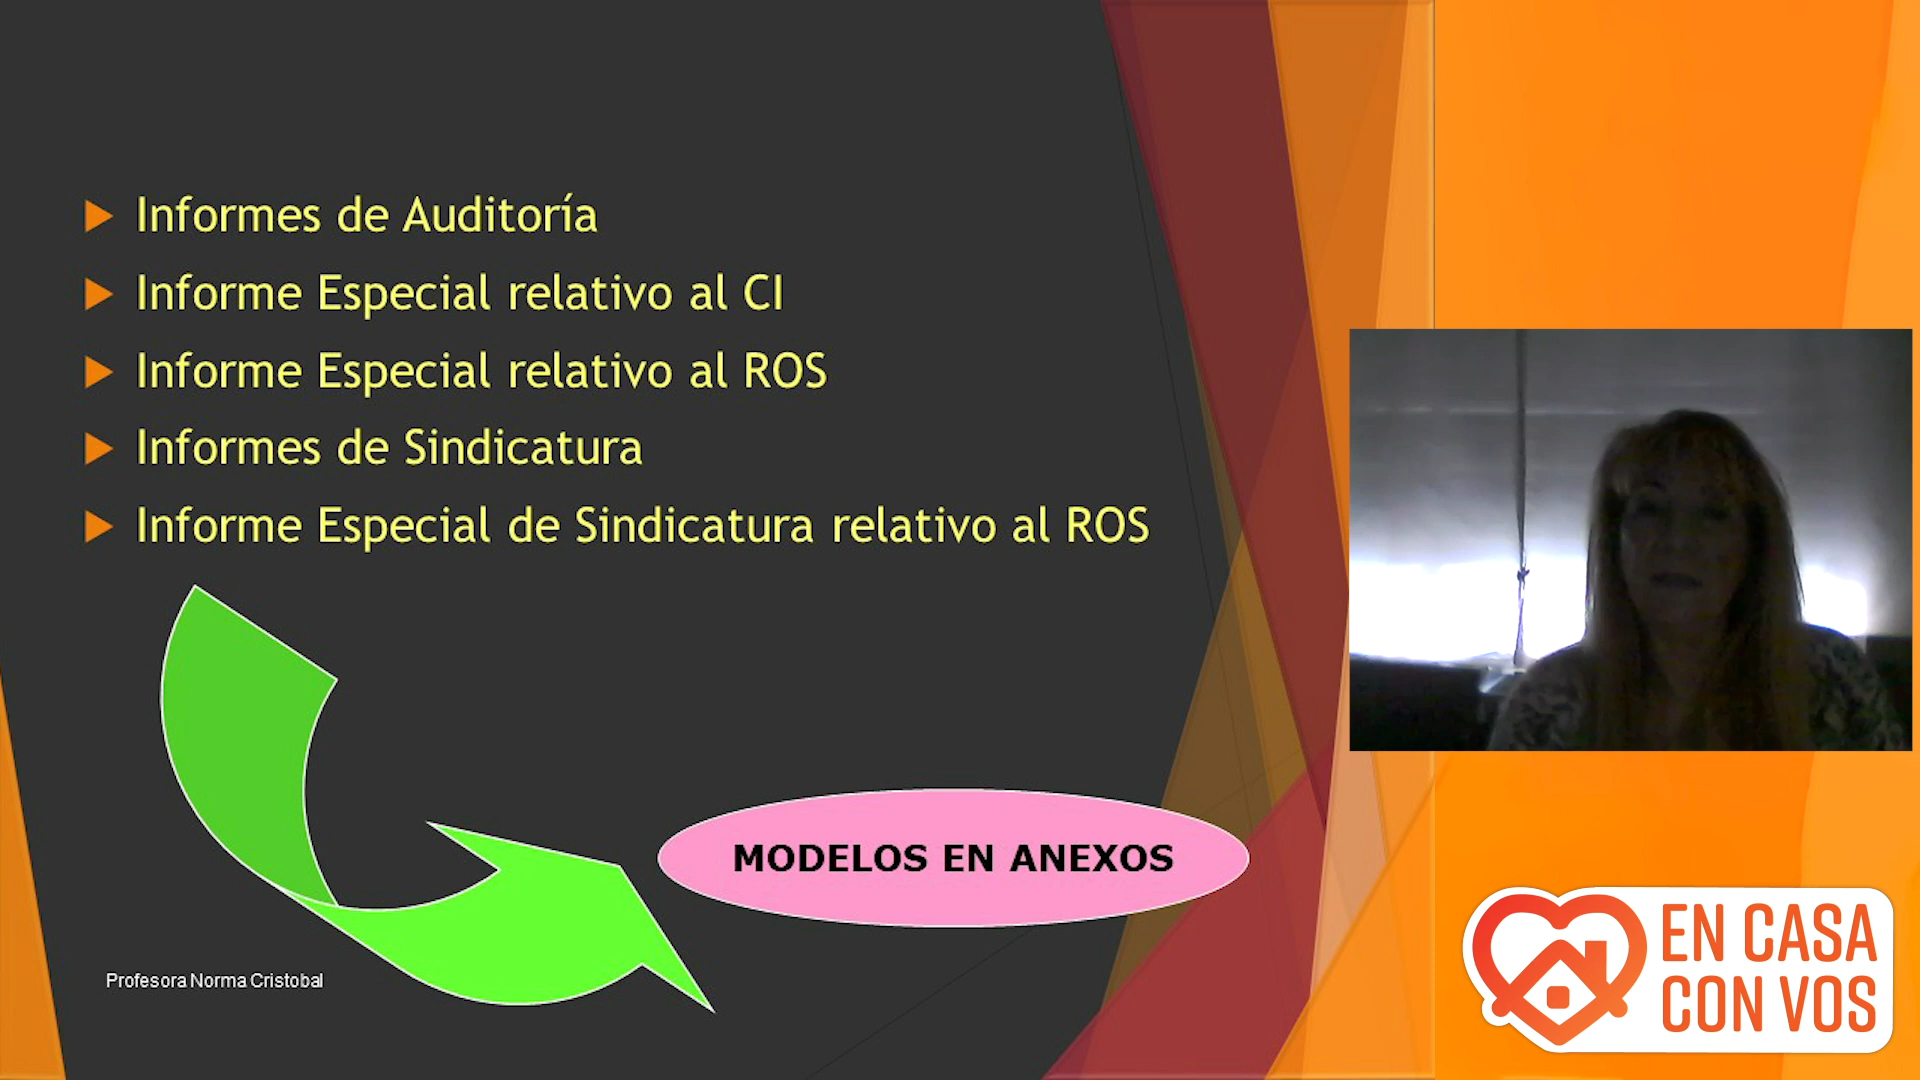 Informes de Auditoría
Informe Especial relativo al CI
Informe Especial relativo al ROS
Informes de Sindicatura
Informe Especial de Sindicatura relativo al ROS
MODELOS EN ANEXOS
Profesora Norma Cristobal
EN CASA
CON VOS